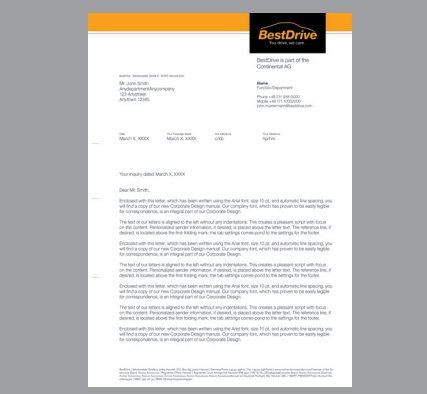 BestDrive
You drive, we care.
BestDrive is part of the
Continental AG
Mr. John Smith
Anydepartment/Anycompany
123 Anystreet
Anytown 12345
Name
Function/Department
Date
Your message dated
Our reference
Your reference
March X, XXXX
March X, XXXX
c/kb
hp/hm
Your inquiry dated March X, XXXX
Dear Mr. Smith,
Enclosed with this letter, which has been written using the Arial font, size 10 pt, and automatic line spacing, you
will find a copy of our new Corporate Design manual. Our company font, which has proven to be easily legible
for correspondence, is an integral part of our Corporate Design.
The text of our letters is aligned to the left without any indentations. This creates a pleasant script with focus
on the content. Personalized sender information, if desired, is placed above the letter text. The reference line, if
desired, is located above the first folding mark; the tab settings corres-pond to the settings for the footer.
Enclosed with this letter, which has been written using the Arial font, size 10 pt, and automatic line spacing, you
will find a copy of our new Corporate Design manual. Our company font, which has proven to be easily legible
for correspondence, is an integral part of our Corporate Design.
The text of our letters is aligned to the left without any indentations. This creates a pleasant script with focus
on the content. Personalized sender information, if desired, is placed above the letter text. The reference line, if
desired, is located above the first folding mark; the tab settings corres-pond to the settings for the footer.
Enclosed with this letter, which has been written using the Arial font, size 10 pt, and automatic line spacing, you
will find a copy of our new Corporate Design manual. Our company font, which has proven to be easily legible
for correspondence, is an integral part of our Corporate Design.
The text of our letters is aligned to the left without any indentations. This creates a pleasant script with focus
on the content. Personalized sender information, if desired, is placed above the letter text. The reference line, if
desired, is located above the first folding mark; the tab settings corres-pond to the settings for the footer.
Enclosed with this letter, which has been written using the Arial font, size 10 pt, and automatic line spacing, you
will find a copy of our new Corporate Design manual. Our company font, which has proven to be easily legible
for correspondence, is an integral part of our Corporate Design.